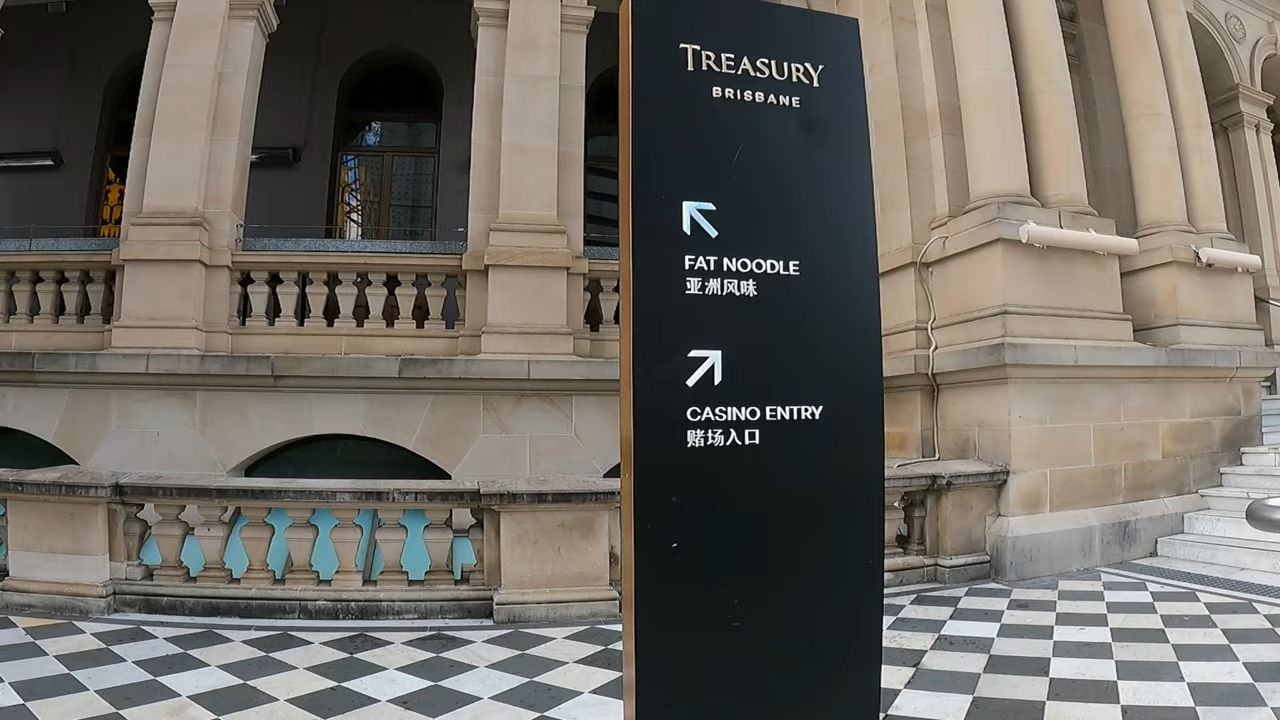 TREASURY
BRISBANE
FAT NOODLE
亚洲风味
CASINO ENTRY
赌场入口